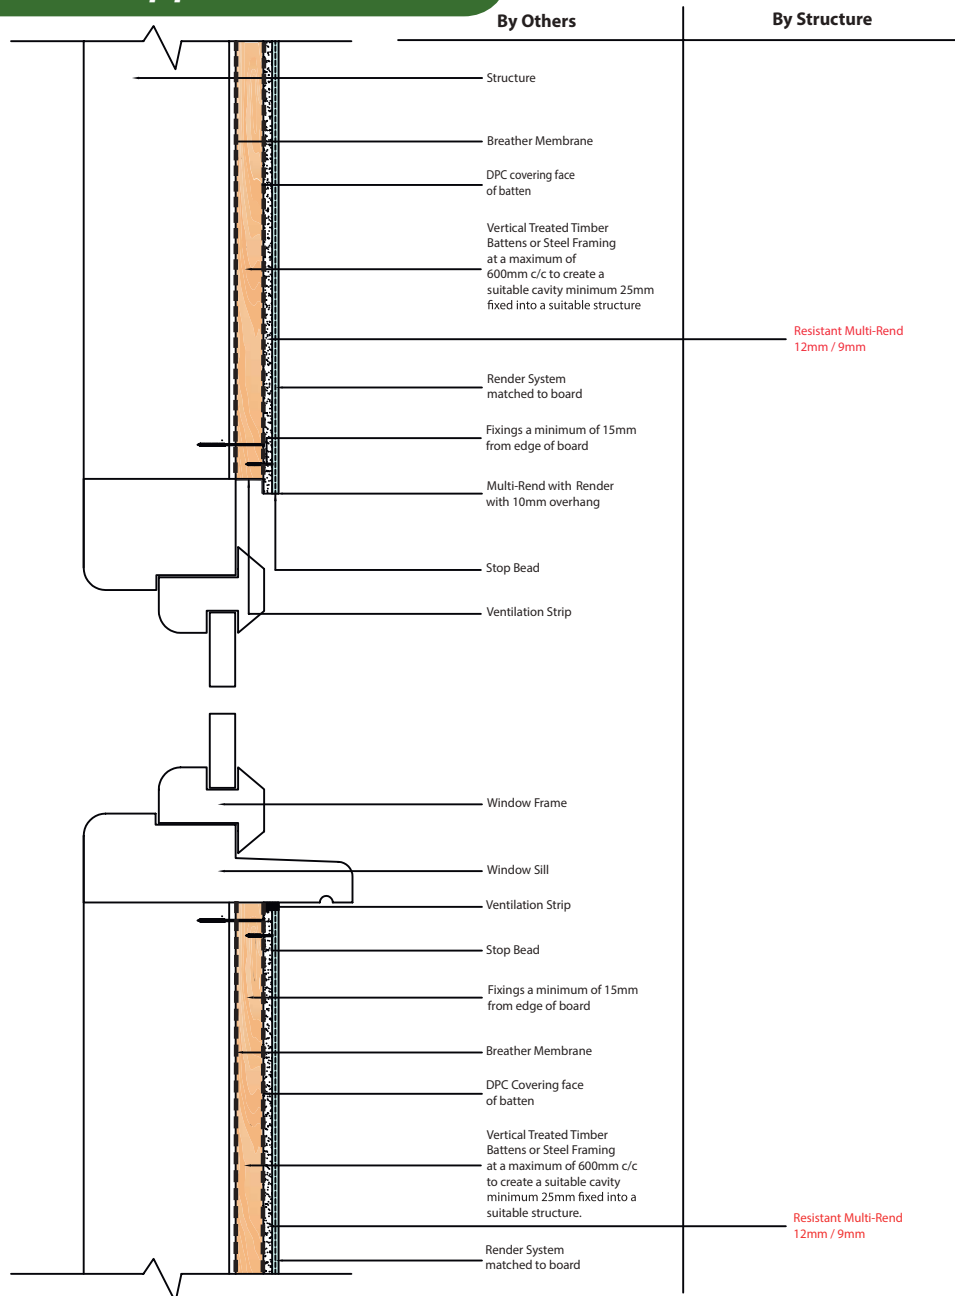 By Others
By Structure
Structure
Breather Membrane
DPC covering face
of batten
Vertical Treated Timber
Battens or Steel Framing
at a maximum of
600mm c/c to create a
suitable cavity minimum 25mm
fixed into a suitable structure
Resistant Multi-Rend
12mm / 9mm
Render System
matched to board
Fixings a minimum of 15mm
from edge of board
Multi-Rend with Render
with 10mm overhang
Stop Bead
Ventilation Strip
Window Frame
Window Sill
Ventilation Strip
Stop Bead
Fixings a minimum of 15mm
from edge of board
Breather Membrane
DPC Covering face
of batten
Vertical Treated Timber
Battens or Steel Framing
at a maximum of 600mm c/c
to create a suitable cavity
minimum 25mm fixed into a
suitable structure.
Resistant Multi-Rend
12mm / 9mm
Render System
matched to board